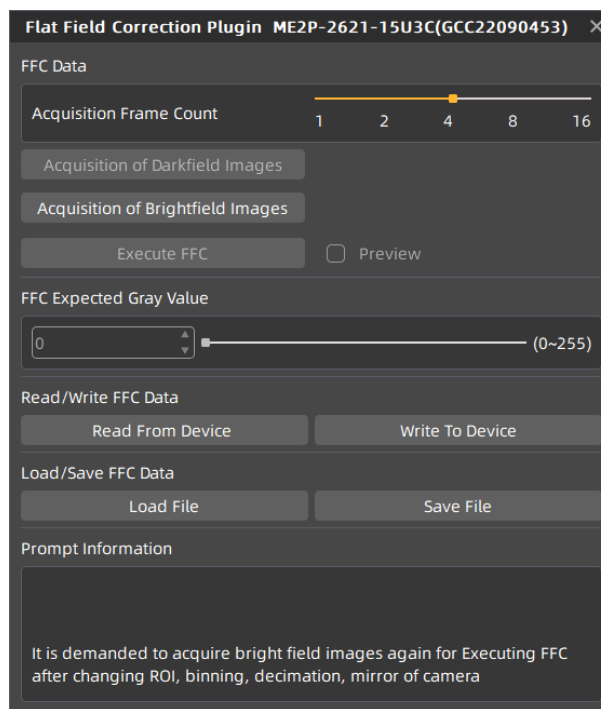 Flat Field Correction Plugin ME2P-2621-15U3C(GCC22090453)
FFC Data
Acquisition Frame Count
1 2 4 8 16
Acquisition of Darkfield Images
Acquisition of Brightfield Images
Execute FFC Preview
FFC Expected Gray Value
0 (0~255)
Read/Write FFC Data
Read From Device Write To Device
Load/Save FFC Data
Load File Save File
Prompt Information
It is demanded to acquire bright field images again for Executing FFC
after changing ROI, binning, decimation, mirror of camera